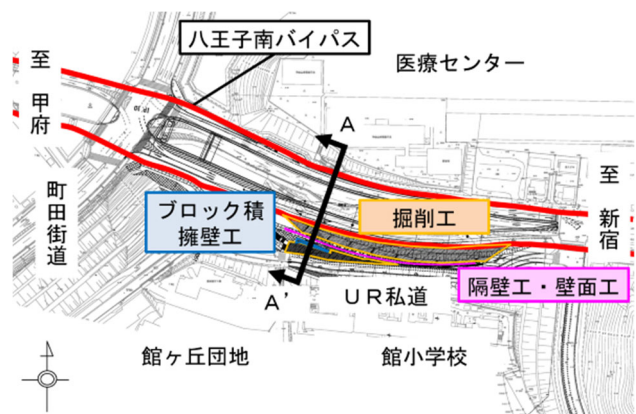 八王子南バイパス
至
甲府
医療センター
A
至
新宿
町田街道
ブロック積
擁壁工
掘削工
A'
UR私道
隔壁工・壁面工
館ヶ丘団地
館小学校